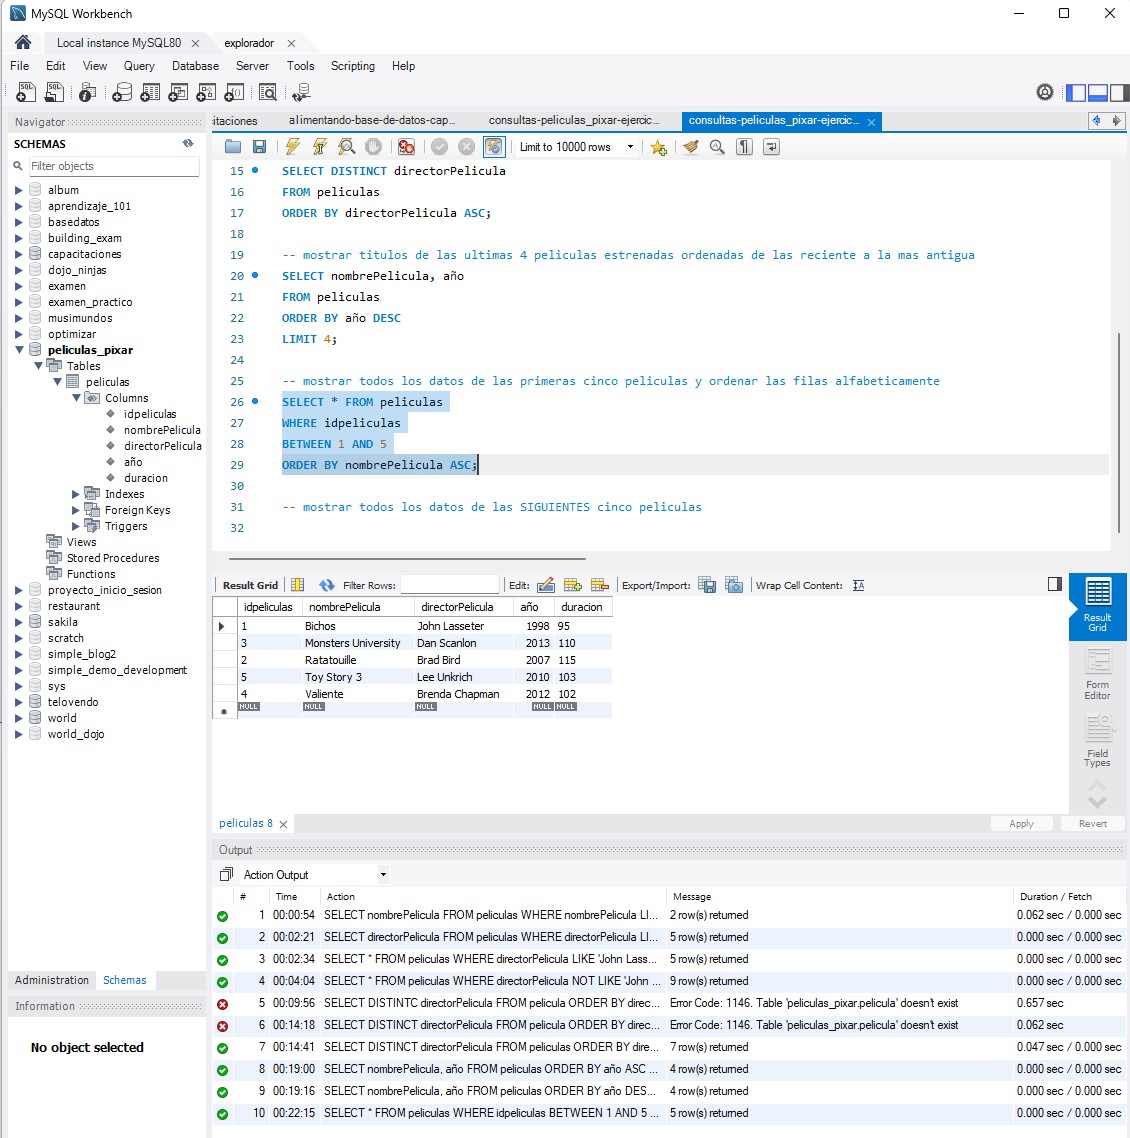 MySQL Workbench
Local instance MySQL80
explorador
File Edit View Query Database Server Tools Scripting Help
Navigator
SCHEMAS
Filter objects
album
aprendizaje_101
basedatos
building_exam
capacitaciones
dojo_ninjas
examen
examen_practico
musimundos
optimizar
peliculas_pixar
Tables
peliculas
Columns
idpeliculas
nombrePelicula
directorPelicula
año
duracion
Indexes
Foreign Keys
Triggers
Views
Stored Procedures
Functions
proyecto_inicio_sesion
restaurant
sakila
scratch
simple_blog2
simple_demo_development
sys
telovendo
world
world_dojo
Administration Schemas
Information
No object selected
itaciones alimentando-base-de-datos-cap... consultas-peliculas_pixar-ejercic... consultas-peliculas_pixar-ejercic...
Limit to 10000 rows
15 SELECT DISTINCT directorPelicula
16 FROM peliculas
17 ORDER BY directorPelicula ASC;
18
19 -- mostrar titulos de las ultimas 4 peliculas estrenadas ordenadas de las reciente a la mas antigua
20 SELECT nombrePelicula, año
21 FROM peliculas
22 ORDER BY año DESC
23 LIMIT 4;
24
25 -- mostrar todos los datos de las primeras cinco peliculas y ordenar las filas alfabeticamente
26 SELECT * FROM peliculas
27 WHERE idpeliculas
28 BETWEEN 1 AND 5
29 ORDER BY nombrePelicula ASC;
30
31 -- mostrar todos los datos de las SIGUIENTES cinco peliculas
32
Result Grid Filter Rows: Edit: Export/Import: Wrap Cell Content:
idpeliculas nombrePelicula directorPelicula año duracion
1 Bichos John Lasseter 1998 95
3 Monsters University Dan Scanlon 2013 110
2 Ratatouille Brad Bird 2007 115
5 Toy Story 3 Lee Unkrich 2010 103
4 Valiente Brenda Chapman 2012 102
NULL NULL NULL NULL NULL
Result
Grid
Form
Editor
Field
Types
peliculas 8
Apply Revert
Output
Action Output
# Time Action Message Duration / Fetch
1 00:00:54 SELECT nombrePelicula FROM peliculas WHERE nombrePelicula LI... 2 row(s) returned 0.062 sec / 0.000 sec
2 00:02:21 SELECT directorPelicula FROM peliculas WHERE directorPelicula LI... 5 row(s) returned 0.000 sec / 0.000 sec
3 00:02:34 SELECT * FROM peliculas WHERE directorPelicula LIKE 'John Lass... 5 row(s) returned 0.000 sec / 0.000 sec
4 00:04:04 SELECT * FROM peliculas WHERE directorPelicula NOT LIKE 'John ... 9 row(s) returned 0.000 sec / 0.000 sec
5 00:09:56 SELECT DISTINTC directorPelicula FROM pelicula ORDER BY direc... Error Code: 1146. Table 'peliculas_pixar.pelicula' doesn't exist 0.657 sec
6 00:14:18 SELECT DISTINCT directorPelicula FROM pelicula ORDER BY direc... Error Code: 1146. Table 'peliculas_pixar.pelicula' doesn't exist 0.062 sec
7 00:14:41 SELECT DISTINCT directorPelicula FROM peliculas ORDER BY dire... 7 row(s) returned 0.047 sec / 0.000 sec
8 00:19:00 SELECT nombrePelicula, año FROM peliculas ORDER BY año ASC ... 4 row(s) returned 0.000 sec / 0.000 sec
9 00:19:16 SELECT nombrePelicula, año FROM peliculas ORDER BY año DES... 4 row(s) returned 0.000 sec / 0.000 sec
10 00:22:15 SELECT * FROM peliculas WHERE idpeliculas BETWEEN 1 AND 5 ... 5 row(s) returned 0.000 sec / 0.000 sec